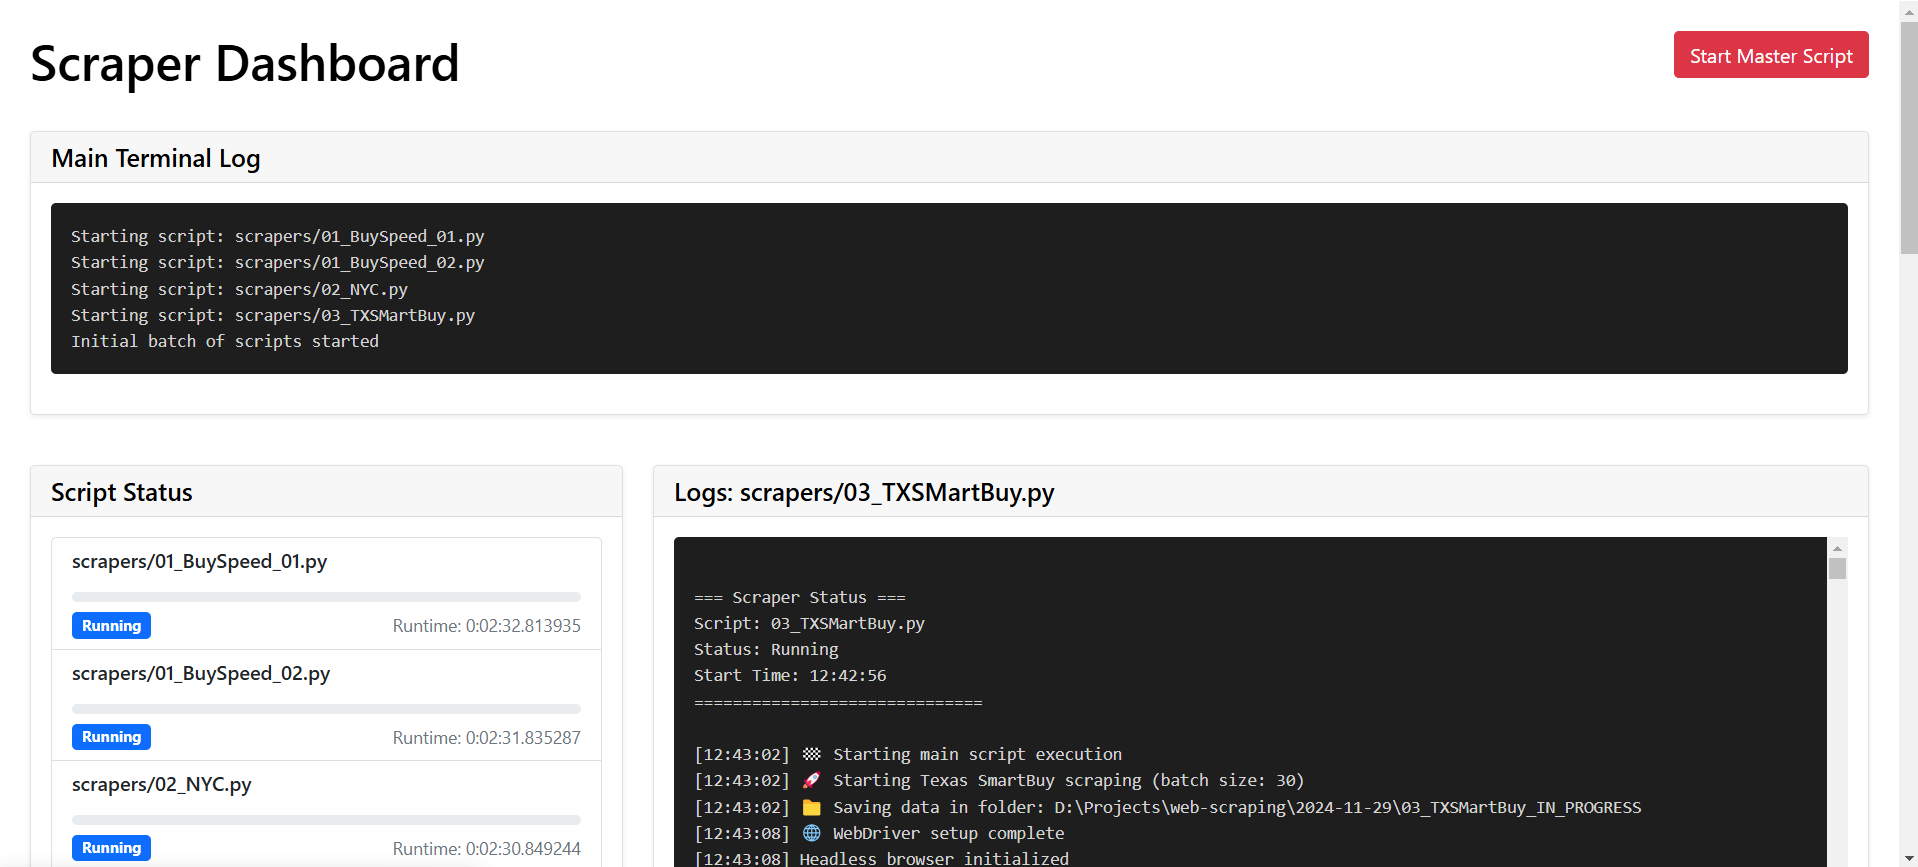 Scraper Dashboard
Start Master Script
Main Terminal Log
Starting script: scrapers/01_BuySpeed_01.py
Starting script: scrapers/01_BuySpeed_02.py
Starting script: scrapers/02_NYC.py
Starting script: scrapers/03_TXSMartBuy.py
Initial batch of scripts started
Script Status
scrapers/01_BuySpeed_01.py
Running
Runtime: 0:02:32.813935
scrapers/01_BuySpeed_02.py
Running
Runtime: 0:02:31.835287
scrapers/02_NYC.py
Running
Runtime: 0:02:30.849244
Logs: scrapers/03_TXSMartBuy.py
=== Scraper Status ===
Script: 03_TXSMartBuy.py
Status: Running
Start Time: 12:42:56
==============================
[12:43:02] 🏁 Starting main script execution
[12:43:02] 🚀 Starting Texas SmartBuy scraping (batch size: 30)
[12:43:02] 📁 Saving data in folder: D:\Projects\web-scraping\2024-11-29\03_TXSMartBuy_IN_PROGRESS
[12:43:08] 🌐 WebDriver setup complete
[12:43:08] Headless browser initialized